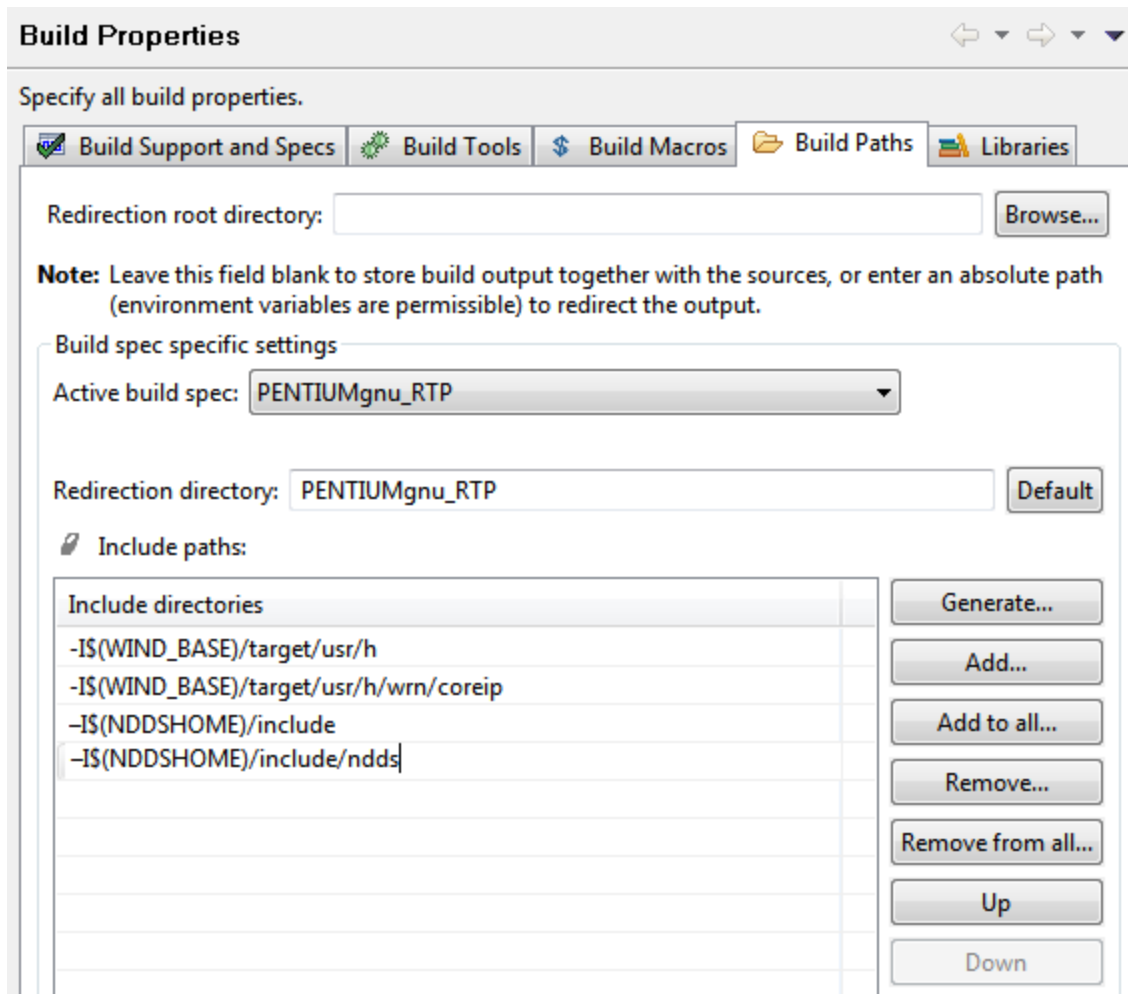 Build Properties
Specify all build properties.
Build Support and Specs
Build Tools
$ Build Macros
Build Paths
Libraries
Redirection root directory:
Browse...
Note: Leave this field blank to store build output together with the sources, or enter an absolute path
(environment variables are permissible) to redirect the output.
Build spec specific settings
Active build spec: PENTIUMgnu_RTP
Redirection directory: PENTIUMgnu_RTP
Default
Include paths:
Include directories
Generate...
-I$(WIND_BASE)/target/usr/h
Add...
-I$(WIND_BASE)/target/usr/h/wrn/coreip
–I$(NDDSHOME)/include
Add to all...
–I$(NDDSHOME)/include/ndds
Remove...
Remove from all...
Up
Down